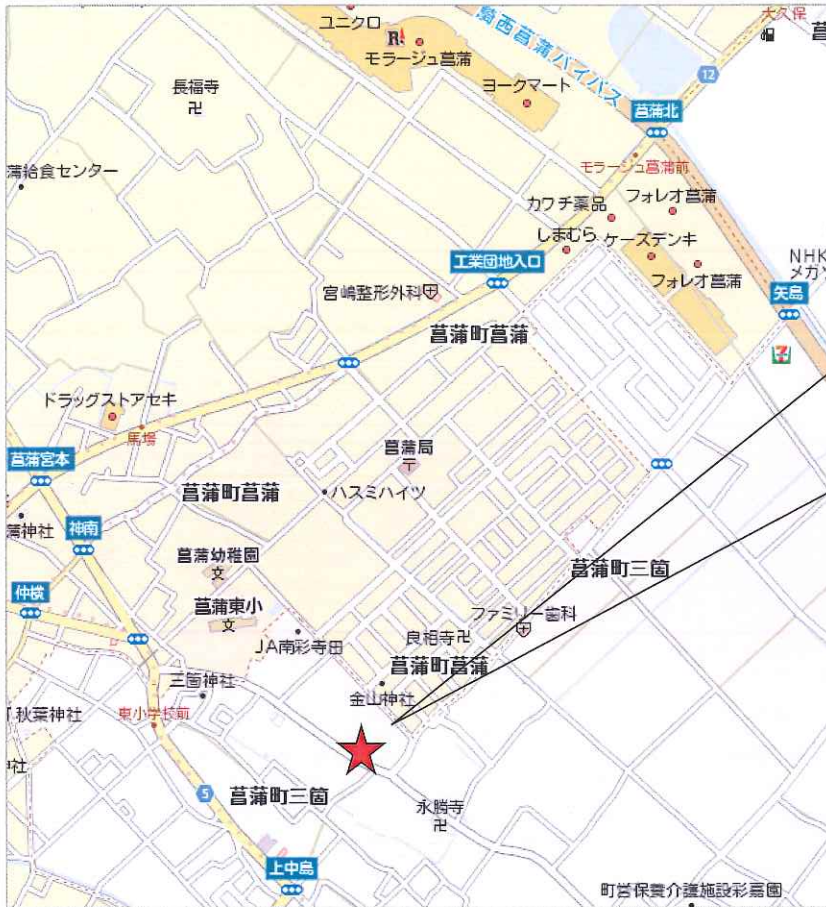 ユニクロ
R
モラージュ菖蒲
騎西菖蒲バイパス
大久保
菖
12
長福寺
ヨークマート
菖蒲北
蒲給食センター
モラージュ菖蒲前
カワチ薬品
フォレオ菖蒲
しまむら
ケーズデンキ
工業団地入口
フォレオ菖蒲
NHK
メガソ
矢島
宮嶋整形外科
菖蒲町菖蒲
7
ドラッグストアセキ
馬場
菖蒲局
菖蒲宮本
菖蒲町菖蒲
ハスミハイツ
蒲神社
神南
菖蒲幼稚園
文
菖蒲町三箇
仲横
菖蒲東小
文
ファミリー歯科
JA南彩寺田
良相寺
菖蒲町菖蒲
三箇神社
金山神社
秋葉神社
東小学校前
神社
5
菖蒲町三箇
永勝寺
上中島
町営保養介護施設彩嘉園